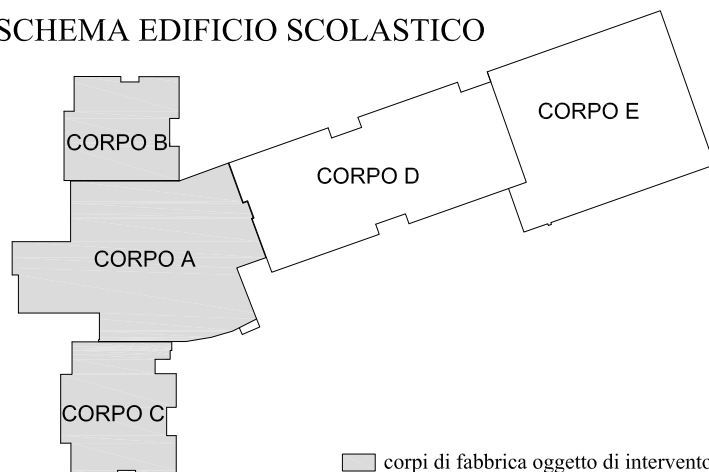 SCHEMA EDIFICIO SCOLASTICO
CORPO E
CORPO B
CORPO D
CORPO A
CORPO C
corpi di fabbrica oggetto di intervento